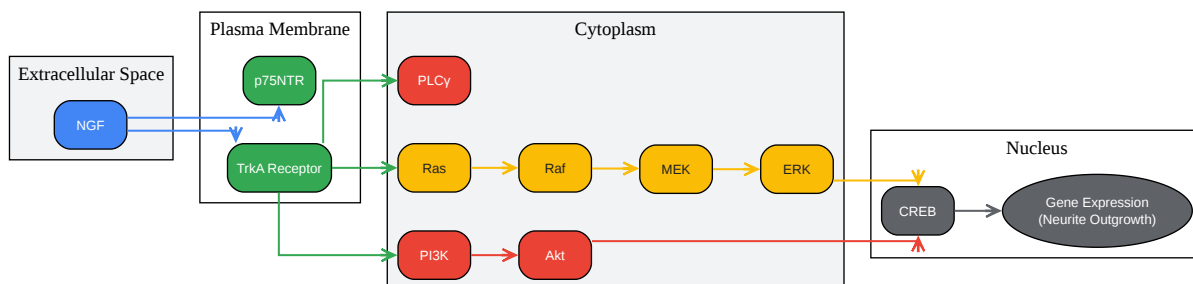 Extracellular Space
NGF
Plasma Membrane
p75NTR
TrkA Receptor
Cytoplasm
PLCγ
Ras
Raf
MEK
ERK
PI3K
Akt
Nucleus
CREB
Gene Expression
(Neurite Outgrowth)